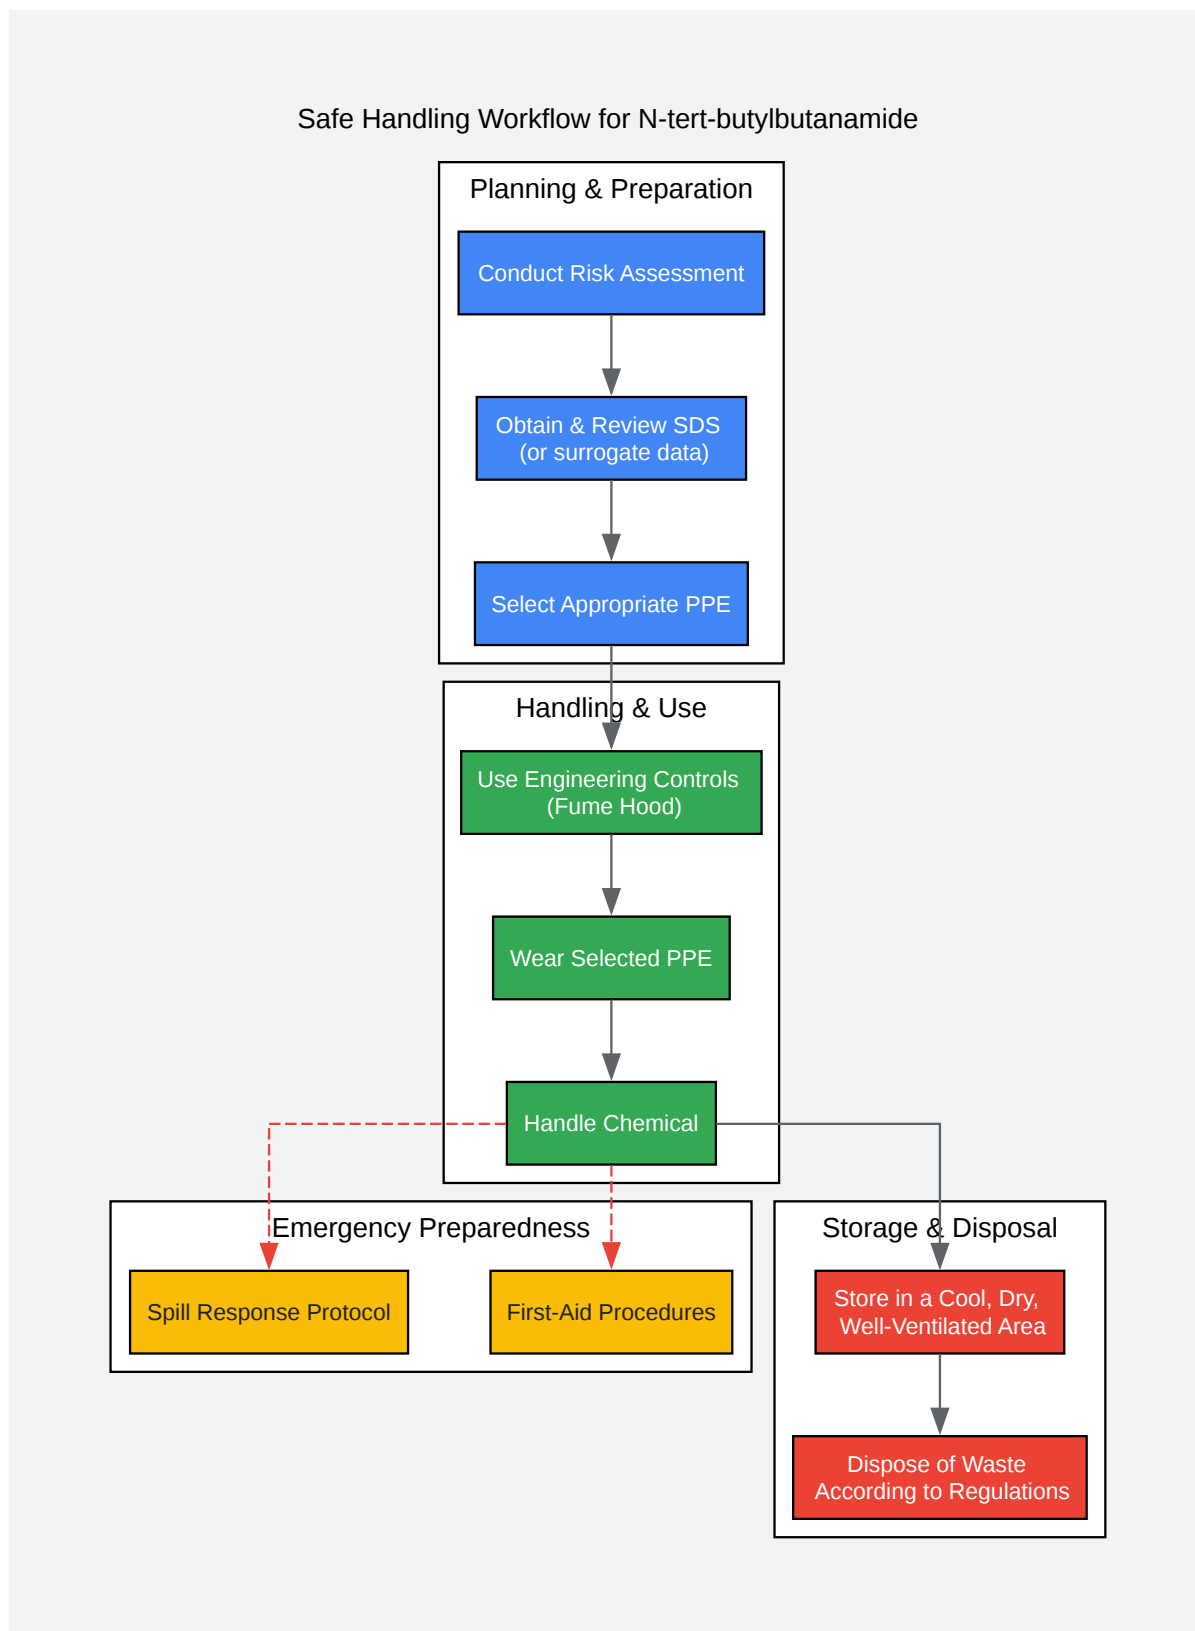 Safe Handling Workflow for N-tert-butylbutanamide
Planning & Preparation
Conduct Risk Assessment
Obtain & Review SDS
(or surrogate data)
Select Appropriate PPE
Handling & Use
Use Engineering Controls
(Fume Hood)
Wear Selected PPE
Handle Chemical
Emergency Preparedness
Spill Response Protocol
First-Aid Procedures
Storage & Disposal
Store in a Cool, Dry,
Well-Ventilated Area
Dispose of Waste
According to Regulations